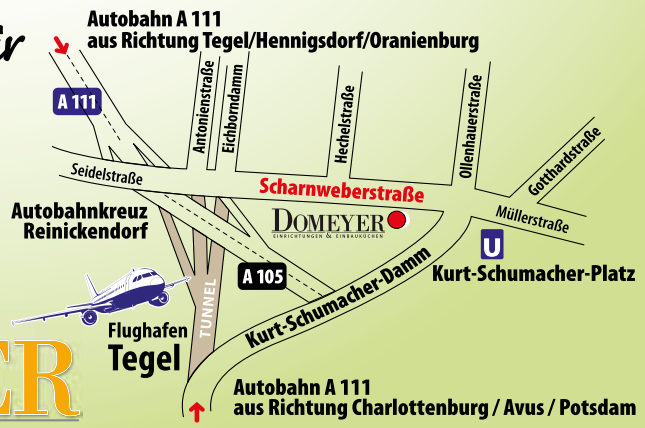 Autobahn A 111
aus Richtung Tegel/Hennigsdorf/Oranienburg
A 111
Antonienstraße
Eichborndamm
Hechelstraße
Ollenhauerstraße
Gotthardstraße
Seidelstraße
Scharnweberstraße
Müllerstraße
Autobahnkreuz
Reinickendorf
DOMEYER
EINRICHTUNGEN & EINBAUKÜCHEN
U
Kurt-Schumacher-Platz
A 105
Kurt-Schumacher-Damm
TUNNEL
Flughafen
Tegel
ER
Autobahn A 111
aus Richtung Charlottenburg / Avus / Potsdam